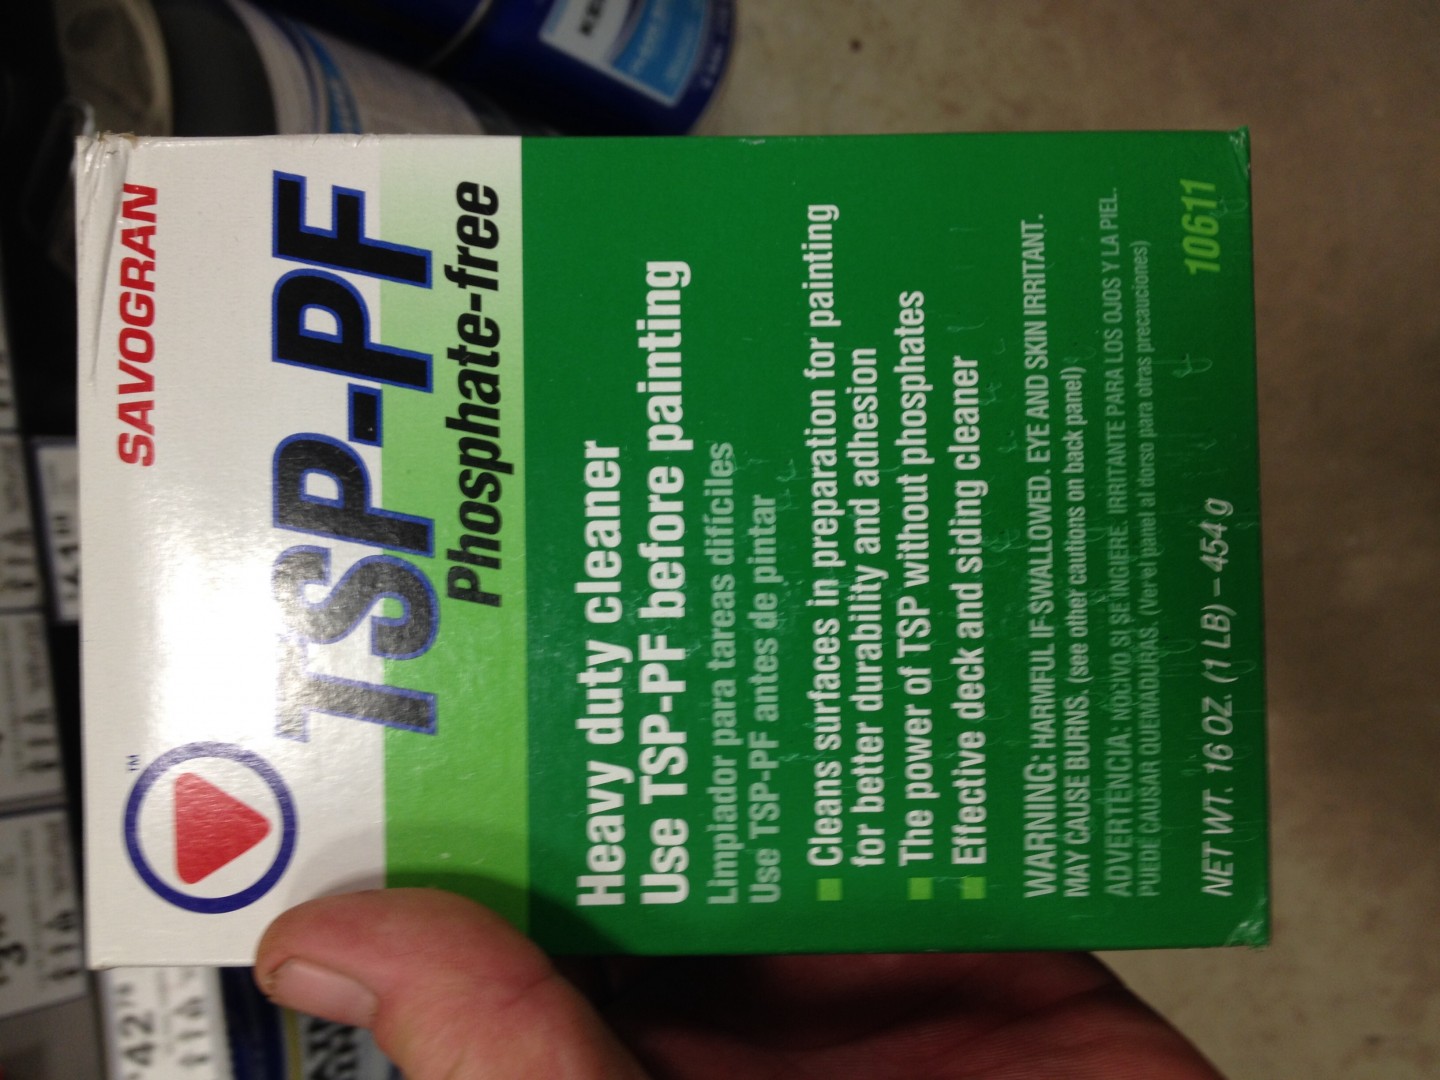 SAVOGRAN
TM
TSP-PF
Phosphate-free
Heavy duty cleaner
Use TSP-PF before painting
Limpiador para tareas difíciles
Use TSP-PF antes de pintar
Cleans surfaces in preparation for painting
for better durability and adhesion
The power of TSP without phosphates
Effective deck and siding cleaner
WARNING: HARMFUL IF SWALLOWED. EYE AND SKIN IRRITANT.
MAY CAUSE BURNS. (see other cautions on back panel)
ADVERTENCIA: NOCIVO SI SE INGIERE. IRRITANTE PARA LOS OJOS Y LA PIEL.
PUEDE CAUSAR QUEMADURAS. (Ver el panel al dorso para otras precauciones)
NET WT. 16 OZ. (1 LB) – 454 g
10611